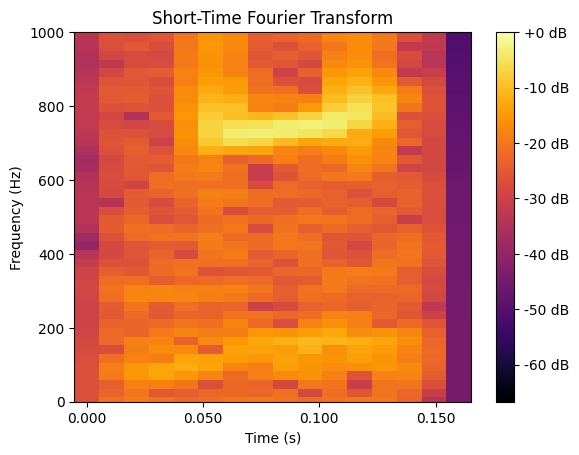 Short-Time Fourier Transform
1000
800
600
400
200
0
Frequency (Hz)
0.000
0.050
0.100
0.150
Time (s)
+0 dB
-10 dB
-20 dB
-30 dB
-40 dB
-50 dB
-60 dB